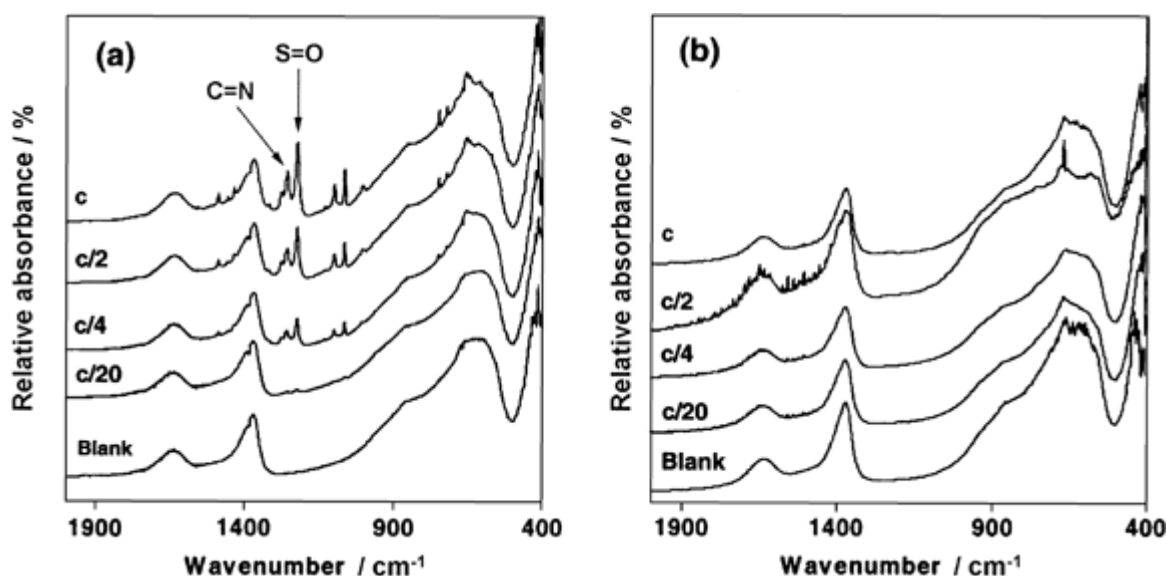 (a)
S=O
C=N
c
c/2
c/4
c/20
Blank
Relative absorbance / %
1900 1400 900 400
Wavenumber / cm⁻¹
(b)
c
c/2
c/4
c/20
Blank
Relative absorbance / %
1900 1400 900 400
Wavenumber / cm⁻¹